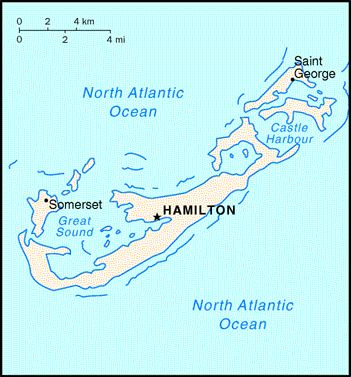 0 2 4 km
0 2 4 mi
Saint
George
North Atlantic
Ocean
Castle
Harbour
Somerset
HAMILTON
Great
Sound
North Atlantic
Ocean